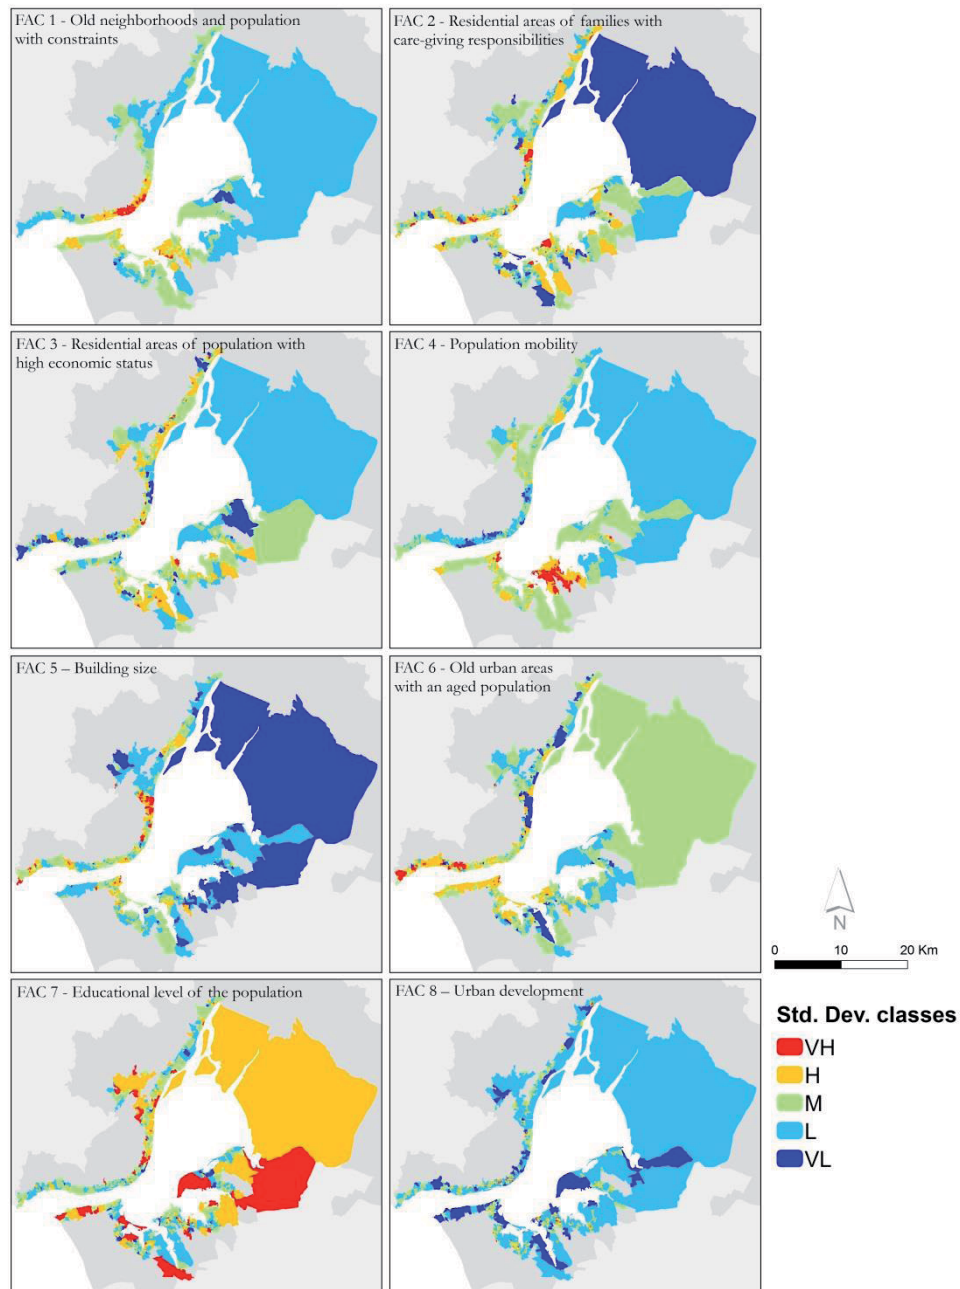 FAC 1 - Old neighborhoods and population
with constraints
FAC 2 - Residential areas of families with
care-giving responsibilities
FAC 3 - Residential areas of population with
high economic status
FAC 4 - Population mobility
FAC 5 – Building size
FAC 6 - Old urban areas
with an aged population
N
0 10 20 Km
FAC 7 - Educational level of the population
FAC 8 – Urban development
Std. Dev. classes
VH
H
M
L
VL